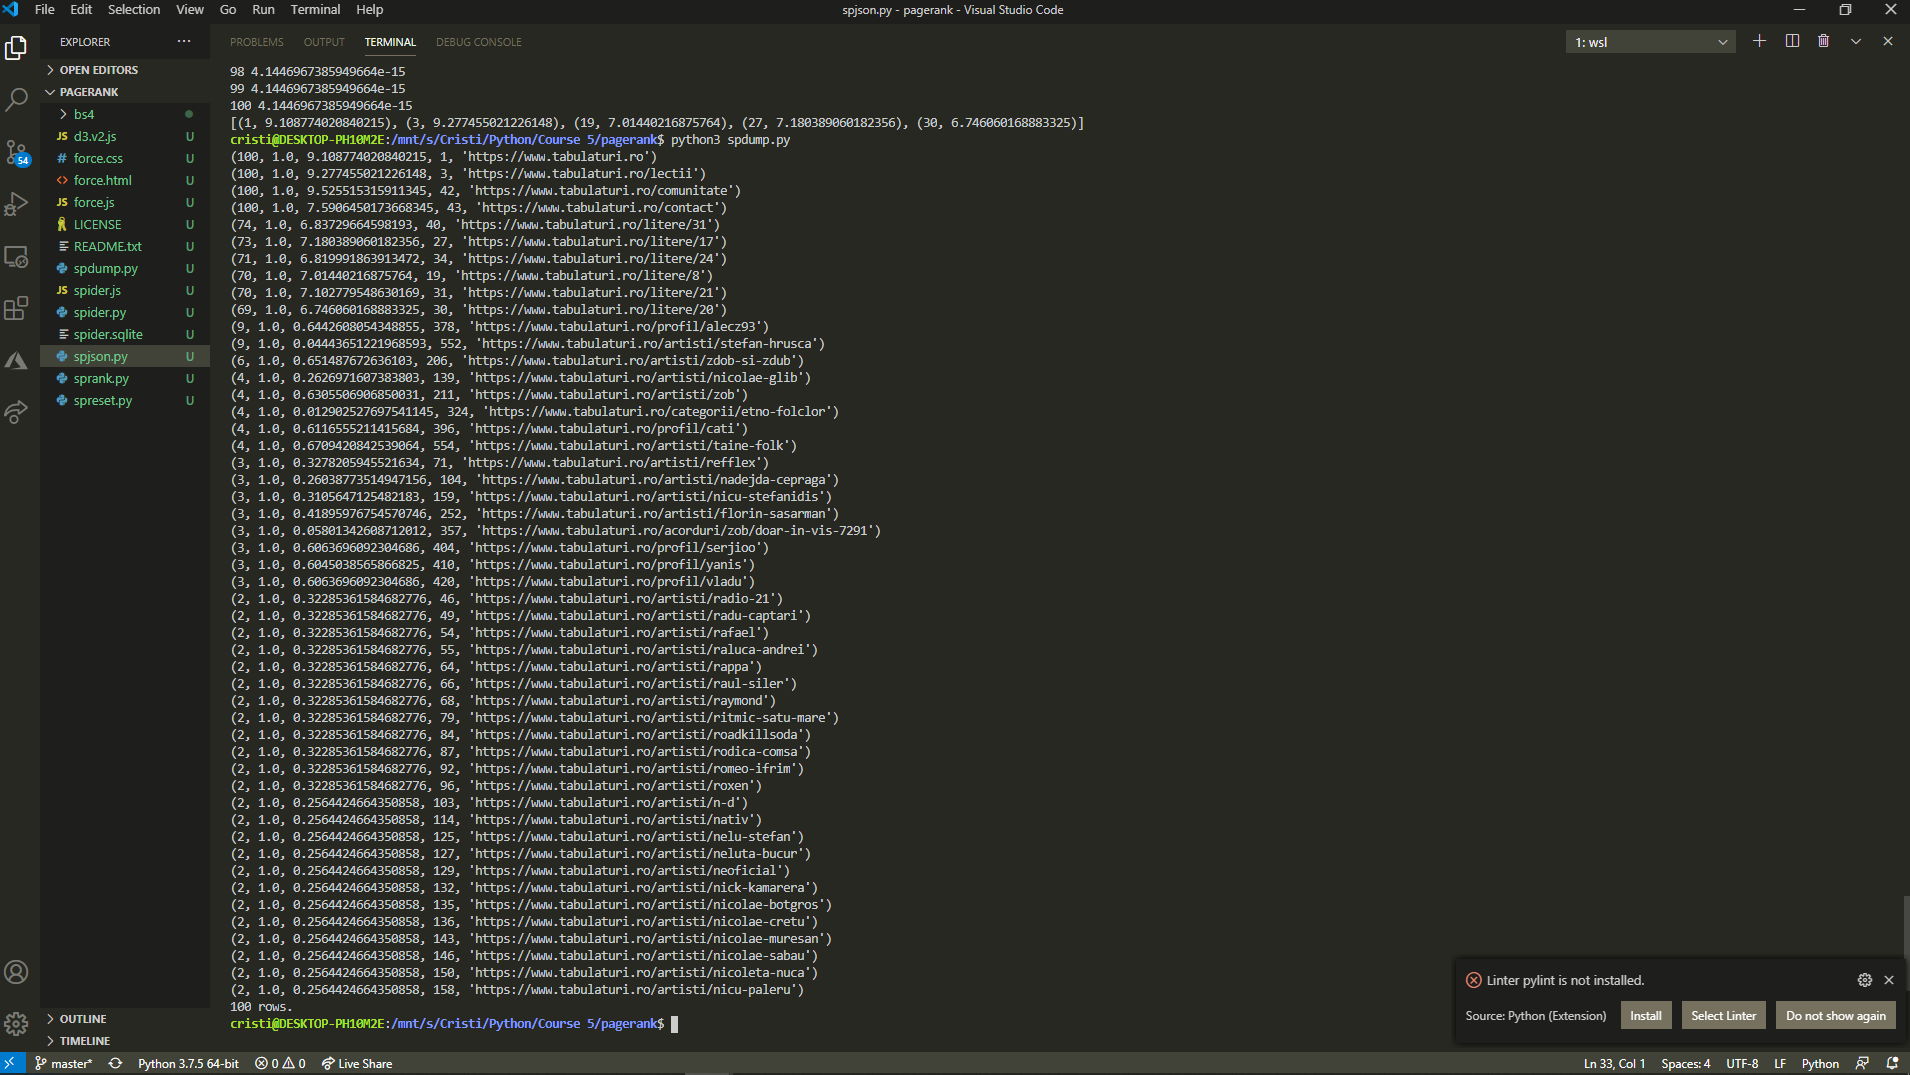 File Edit Selection View Go Run Terminal Help
spjson.py - pagerank - Visual Studio Code
EXPLORER
OPEN EDITORS
PAGERANK
bs4
d3.v2.js U
force.css U
force.html U
force.js U
LICENSE U
README.txt U
spdump.py U
spider.js U
spider.py U
spider.sqlite U
spjson.py U
sprank.py U
spreset.py U
OUTLINE
TIMELINE
54
PROBLEMS OUTPUT TERMINAL DEBUG CONSOLE
1: wsl
98 4.1446967385949664e-15
99 4.1446967385949664e-15
100 4.1446967385949664e-15
[(1, 9.108774020840215), (3, 9.277455021226148), (19, 7.01440216875764), (27, 7.180389060182356), (30, 6.746060168883325)]
cristi@DESKTOP-PH10M2E:/mnt/s/Cristi/Python/Course 5/pagerank$ python3 spdump.py
(100, 1.0, 9.108774020840215, 1, 'https://www.tabulaturi.ro')
(100, 1.0, 9.277455021226148, 3, 'https://www.tabulaturi.ro/lectii')
(100, 1.0, 9.525515315911345, 42, 'https://www.tabulaturi.ro/comunitate')
(100, 1.0, 7.5906450173668345, 43, 'https://www.tabulaturi.ro/contact')
(74, 1.0, 6.83729664598193, 40, 'https://www.tabulaturi.ro/litere/31')
(73, 1.0, 7.180389060182356, 27, 'https://www.tabulaturi.ro/litere/17')
(71, 1.0, 6.819991863913472, 34, 'https://www.tabulaturi.ro/litere/24')
(70, 1.0, 7.01440216875764, 19, 'https://www.tabulaturi.ro/litere/8')
(70, 1.0, 7.102779548630169, 31, 'https://www.tabulaturi.ro/litere/21')
(69, 1.0, 6.746060168883325, 30, 'https://www.tabulaturi.ro/litere/20')
(9, 1.0, 0.6442608054348855, 378, 'https://www.tabulaturi.ro/profil/alecz93')
(9, 1.0, 0.04443651221968593, 552, 'https://www.tabulaturi.ro/artisti/stefan-hrusca')
(6, 1.0, 0.651487672636103, 206, 'https://www.tabulaturi.ro/artisti/zdob-si-zdub')
(4, 1.0, 0.2626971607383803, 139, 'https://www.tabulaturi.ro/artisti/nicolae-glib')
(4, 1.0, 0.6305506906850031, 211, 'https://www.tabulaturi.ro/artisti/zob')
(4, 1.0, 0.012902527697541145, 324, 'https://www.tabulaturi.ro/categorii/etno-folclor')
(4, 1.0, 0.6116555211415684, 396, 'https://www.tabulaturi.ro/profil/cati')
(4, 1.0, 0.6709420842539064, 554, 'https://www.tabulaturi.ro/artisti/taine-folk')
(3, 1.0, 0.3278205945521634, 71, 'https://www.tabulaturi.ro/artisti/refflex')
(3, 1.0, 0.26038773514947156, 104, 'https://www.tabulaturi.ro/artisti/nadejda-cepraga')
(3, 1.0, 0.3105647125482183, 159, 'https://www.tabulaturi.ro/artisti/nicu-stefanidis')
(3, 1.0, 0.41895976754570746, 252, 'https://www.tabulaturi.ro/artisti/florin-sasarman')
(3, 1.0, 0.05801342608712012, 357, 'https://www.tabulaturi.ro/acorduri/zob/doar-in-vis-7291')
(3, 1.0, 0.6063696092304686, 404, 'https://www.tabulaturi.ro/profil/serjioo')
(3, 1.0, 0.6045038565866825, 410, 'https://www.tabulaturi.ro/profil/yanis')
(3, 1.0, 0.6063696092304686, 420, 'https://www.tabulaturi.ro/profil/vladu')
(2, 1.0, 0.32285361584682776, 46, 'https://www.tabulaturi.ro/artisti/radio-21')
(2, 1.0, 0.32285361584682776, 49, 'https://www.tabulaturi.ro/artisti/radu-captari')
(2, 1.0, 0.32285361584682776, 54, 'https://www.tabulaturi.ro/artisti/rafael')
(2, 1.0, 0.32285361584682776, 55, 'https://www.tabulaturi.ro/artisti/raluca-andrei')
(2, 1.0, 0.32285361584682776, 64, 'https://www.tabulaturi.ro/artisti/rappa')
(2, 1.0, 0.32285361584682776, 66, 'https://www.tabulaturi.ro/artisti/raul-siler')
(2, 1.0, 0.32285361584682776, 68, 'https://www.tabulaturi.ro/artisti/raymond')
(2, 1.0, 0.32285361584682776, 79, 'https://www.tabulaturi.ro/artisti/ritmic-satu-mare')
(2, 1.0, 0.32285361584682776, 84, 'https://www.tabulaturi.ro/artisti/roadkillsoda')
(2, 1.0, 0.32285361584682776, 87, 'https://www.tabulaturi.ro/artisti/rodica-comsa')
(2, 1.0, 0.32285361584682776, 92, 'https://www.tabulaturi.ro/artisti/romeo-ifrim')
(2, 1.0, 0.32285361584682776, 96, 'https://www.tabulaturi.ro/artisti/roxen')
(2, 1.0, 0.2564424664350858, 103, 'https://www.tabulaturi.ro/artisti/n-d')
(2, 1.0, 0.2564424664350858, 114, 'https://www.tabulaturi.ro/artisti/nativ')
(2, 1.0, 0.2564424664350858, 125, 'https://www.tabulaturi.ro/artisti/nelu-stefan')
(2, 1.0, 0.2564424664350858, 127, 'https://www.tabulaturi.ro/artisti/neluta-bucur')
(2, 1.0, 0.2564424664350858, 129, 'https://www.tabulaturi.ro/artisti/neoficial')
(2, 1.0, 0.2564424664350858, 132, 'https://www.tabulaturi.ro/artisti/nick-kamarera')
(2, 1.0, 0.2564424664350858, 135, 'https://www.tabulaturi.ro/artisti/nicolae-botgros')
(2, 1.0, 0.2564424664350858, 136, 'https://www.tabulaturi.ro/artisti/nicolae-cretu')
(2, 1.0, 0.2564424664350858, 143, 'https://www.tabulaturi.ro/artisti/nicolae-muresan')
(2, 1.0, 0.2564424664350858, 146, 'https://www.tabulaturi.ro/artisti/nicolae-sabau')
(2, 1.0, 0.2564424664350858, 150, 'https://www.tabulaturi.ro/artisti/nicoleta-nuca')
(2, 1.0, 0.2564424664350858, 158, 'https://www.tabulaturi.ro/artisti/nicu-paleru')
100 rows.
cristi@DESKTOP-PH10M2E:/mnt/s/Cristi/Python/Course 5/pagerank$
Linter pylint is not installed.
Source: Python (Extension) Install Select Linter Do not show again
master* Python 3.7.5 64-bit 0 0 Live Share
Ln 33, Col 1 Spaces: 4 UTF-8 LF Python